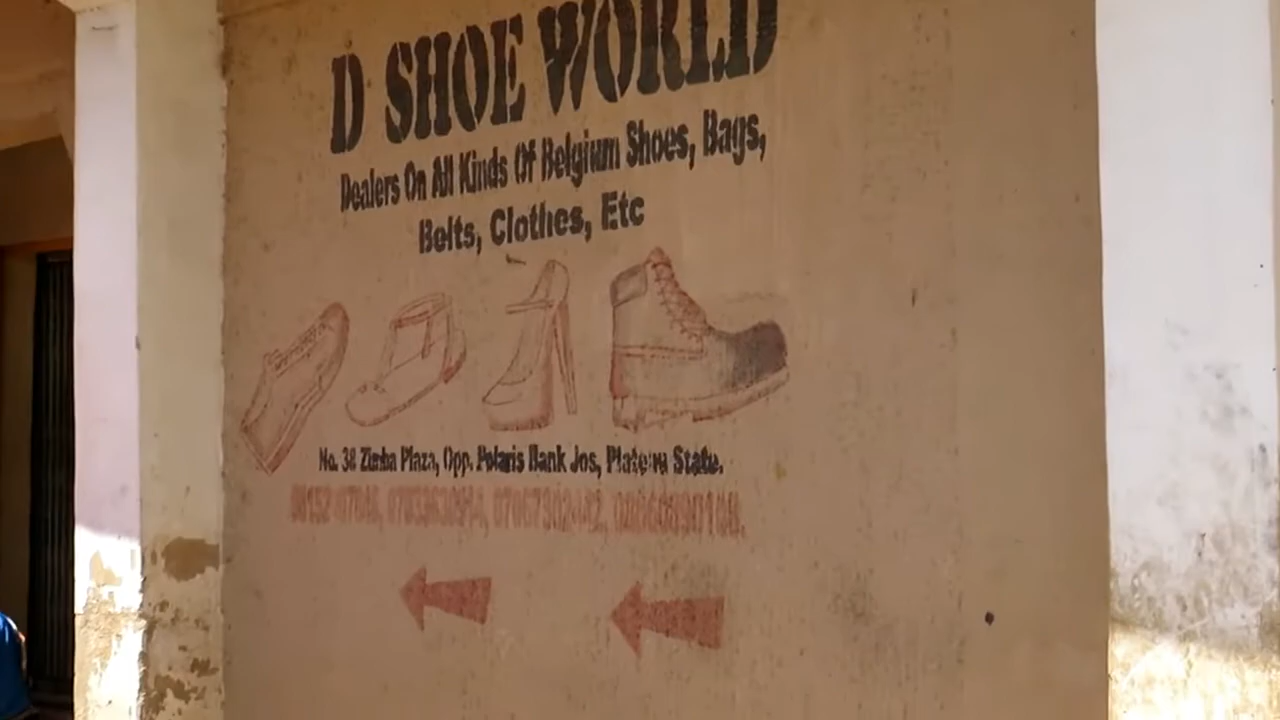 D SHOE WORLD
Dealers On All Kinds Of Belgium Shoes, Bags,
Belts, Clothes, Etc
No. 38 Zimba Plaza, Opp. Polaris Bank Jos, Plateau State.